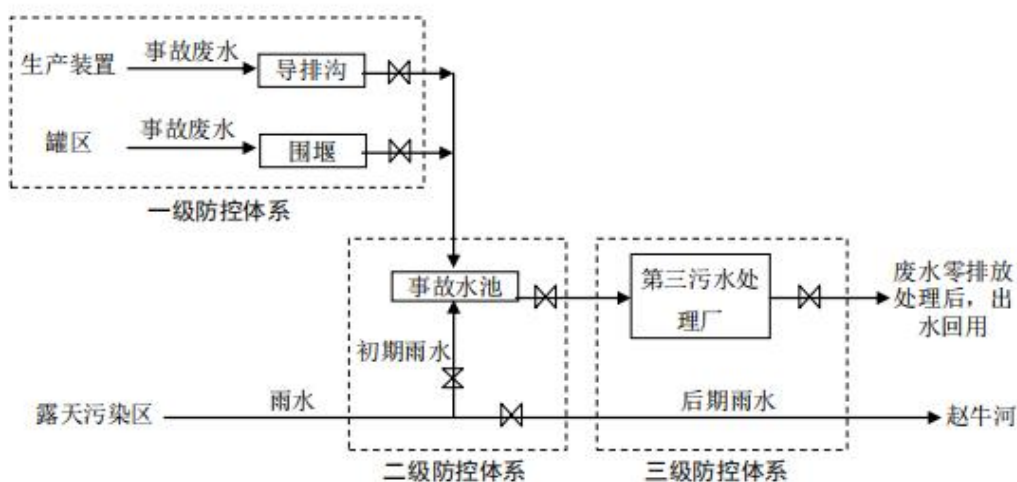 生产装置
事故废水
导排沟
罐区
事故废水
围堰
一级防控体系
事故水池
第三污水处
理厂
废水零排放
处理后，出
水回用
初期雨水
露天污染区
雨水
后期雨水
赵牛河
二级防控体系
三级防控体系